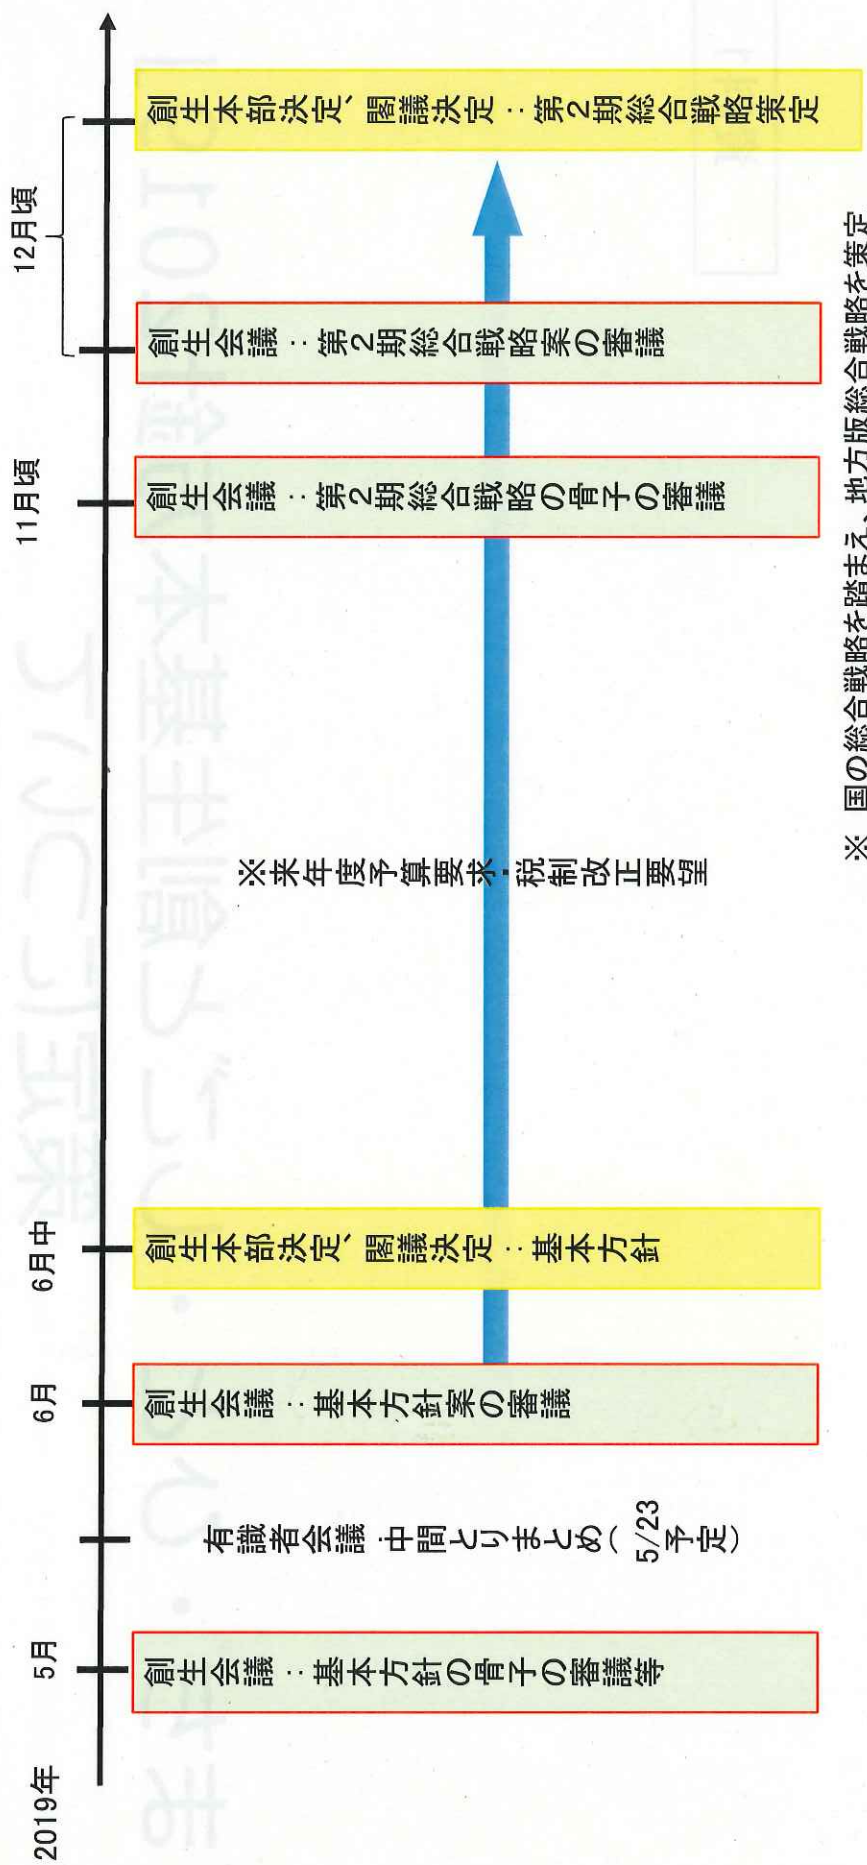 2019年
5月
6月
6月中
11月頃
12月頃
創生会議：基本方針の骨子の審議等
有識者会議 中間とりまとめ（5/23予定）
創生会議：基本方針案の審議
創生本部決定、閣議決定：基本方針
※来年度予算要求・税制改正要望
創生会議：第2期総合戦略の骨子の審議
創生会議：第2期総合戦略案の審議
創生本部決定、閣議決定：第2期総合戦略策定
※ 国の総合戦略を踏まえ、地方版総合戦略を策定